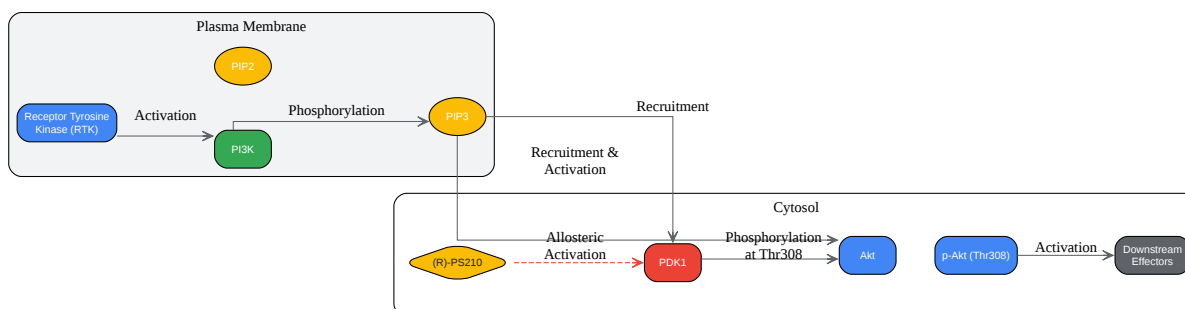 Plasma Membrane
PIP2
Receptor Tyrosine
Kinase (RTK)
Activation
PI3K
Phosphorylation
PIP3
Recruitment
Recruitment &
Activation
Cytosol
(R)-PS210
Allosteric
Activation
PDK1
Phosphorylation
at Thr308
Akt
p-Akt (Thr308)
Activation
Downstream
Effectors